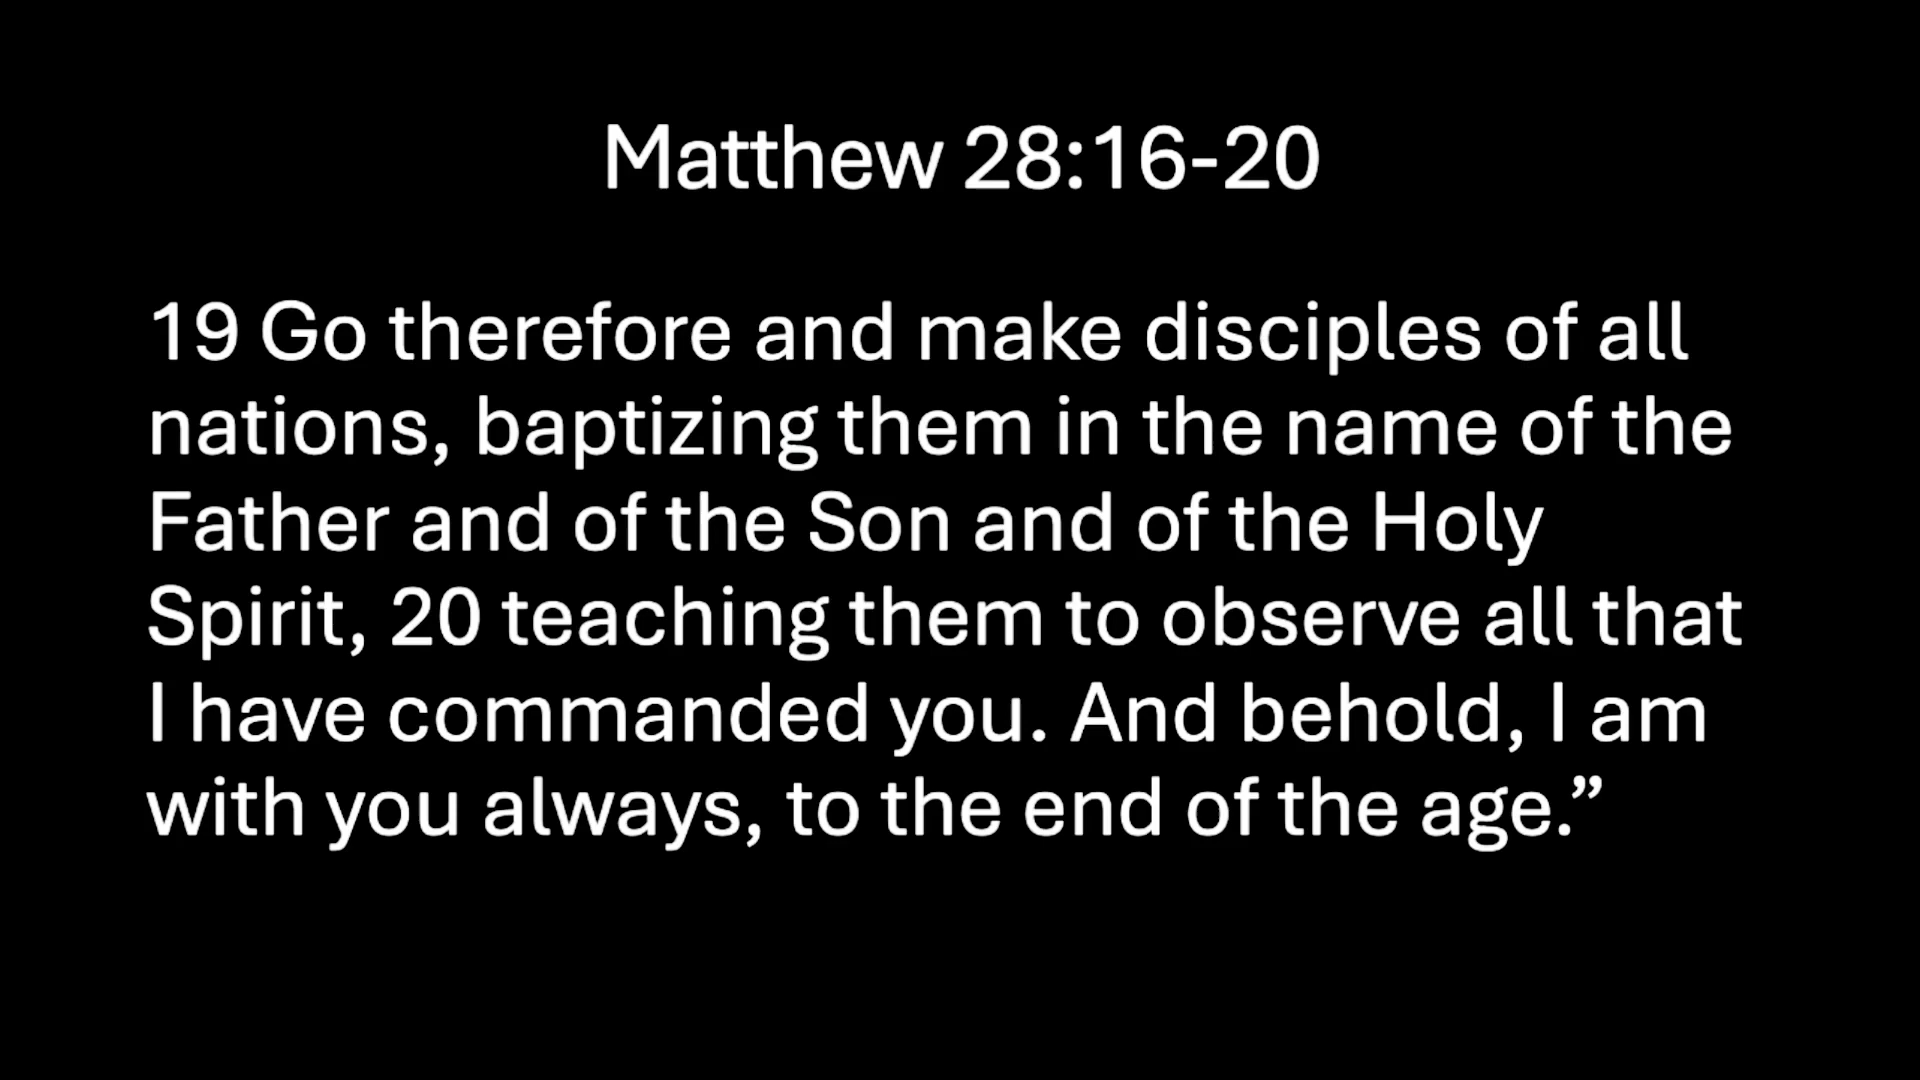 Matthew 28:16-20
19 Go therefore and make disciples of all
nations, baptizing them in the name of the
Father and of the Son and of the Holy
Spirit, 20 teaching them to observe all that
I have commanded you. And behold, I am
with you always, to the end of the age.”